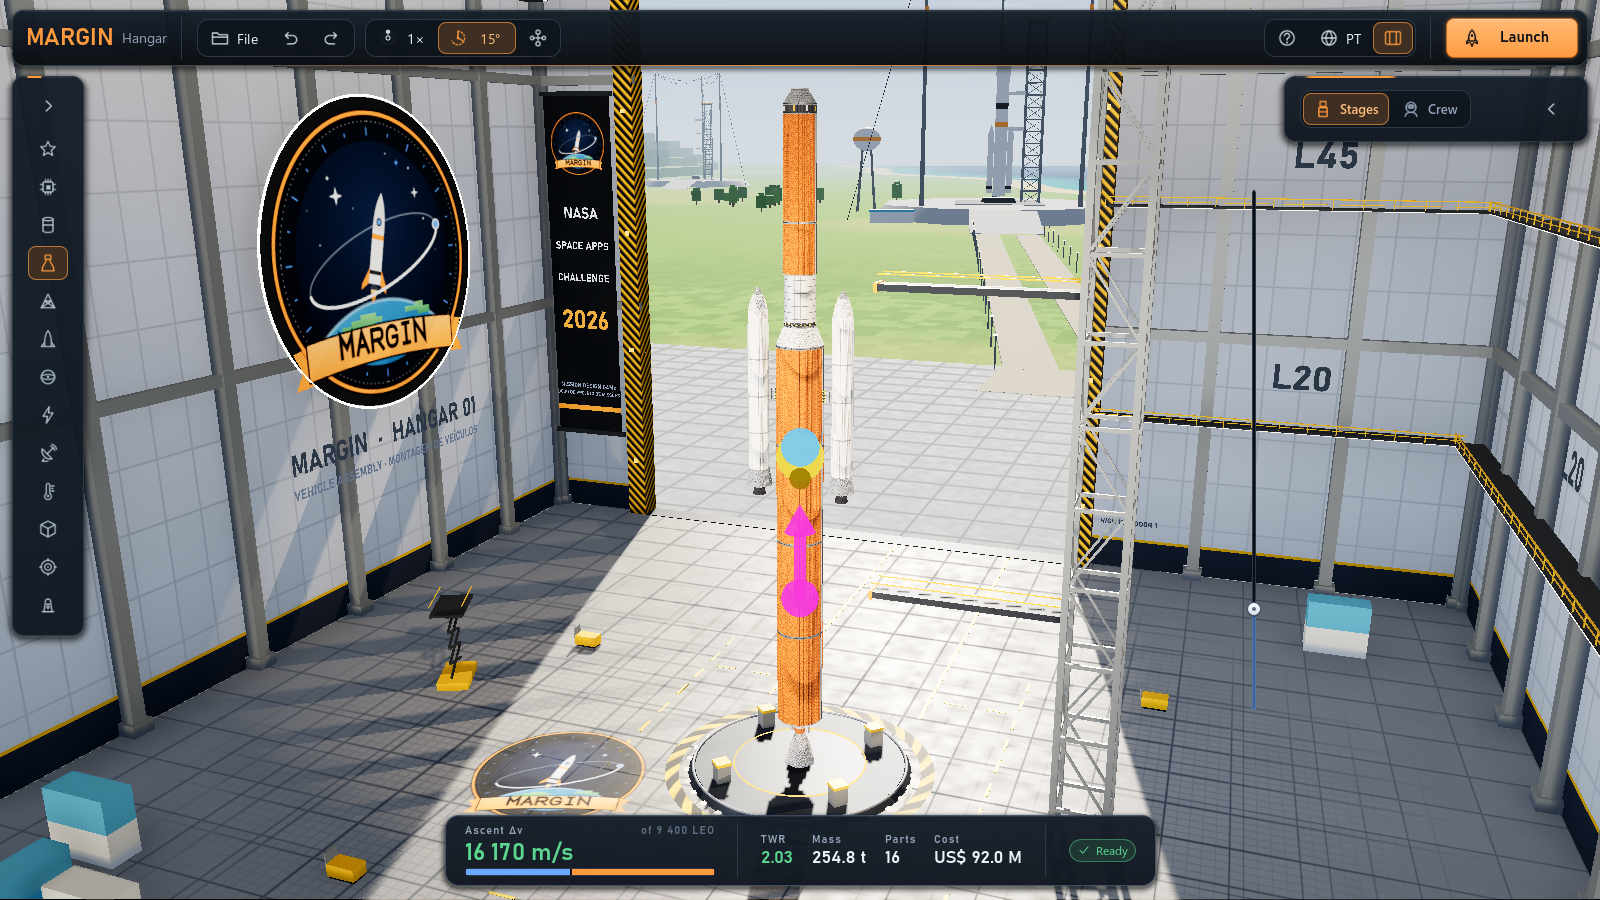 MARGIN Hangar
File
1×
15°
PT
Launch
Stages
Crew
L45
L20
L20
MARGIN
MARGIN · HANGAR 01
VEHICLE ASSEMBLY · MONTAGEM DE VEÍCULOS
MARGIN
NASA
SPACE APPS
CHALLENGE
2026
MARGIN
Ascent Δv
of 9 400 LEO
16 170 m/s
TWR
2.03
Mass
254.8 t
Parts
16
Cost
US$ 92.0 M
Ready